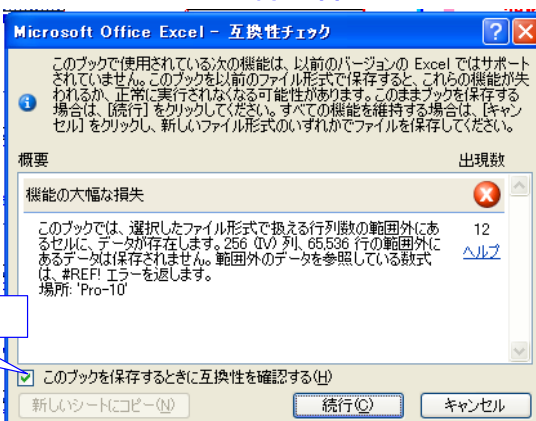 Microsoft Office Excel - 互換性チェック
このブックで使用されている次の機能は、以前のバージョンの Excel ではサポート
されていません。このブックを以前のファイル形式で保存すると、これらの機能が失
われるか、正常に実行されなくなる可能性があります。このままブックを保存する
場合は、[続行] をクリックしてください。すべての機能を維持する場合は、[キャン
セル] をクリックし、新しいファイル形式のいずれかでファイルを保存してください。
概要 出現数
機能の大幅な損失
このブックでは、選択したファイル形式で扱える行列数の範囲外にあ 12
るセルに、データが存在します。256 (IV) 列、65,536 行の範囲外に ヘルプ
あるデータは保存されません。範囲外のデータを参照している数式
は、#REF! エラーを返します。
場所: 'Pro-10'
このブックを保存するときに互換性を確認する(H)
新しいシートにコピー(N) 続行(C) キャンセル